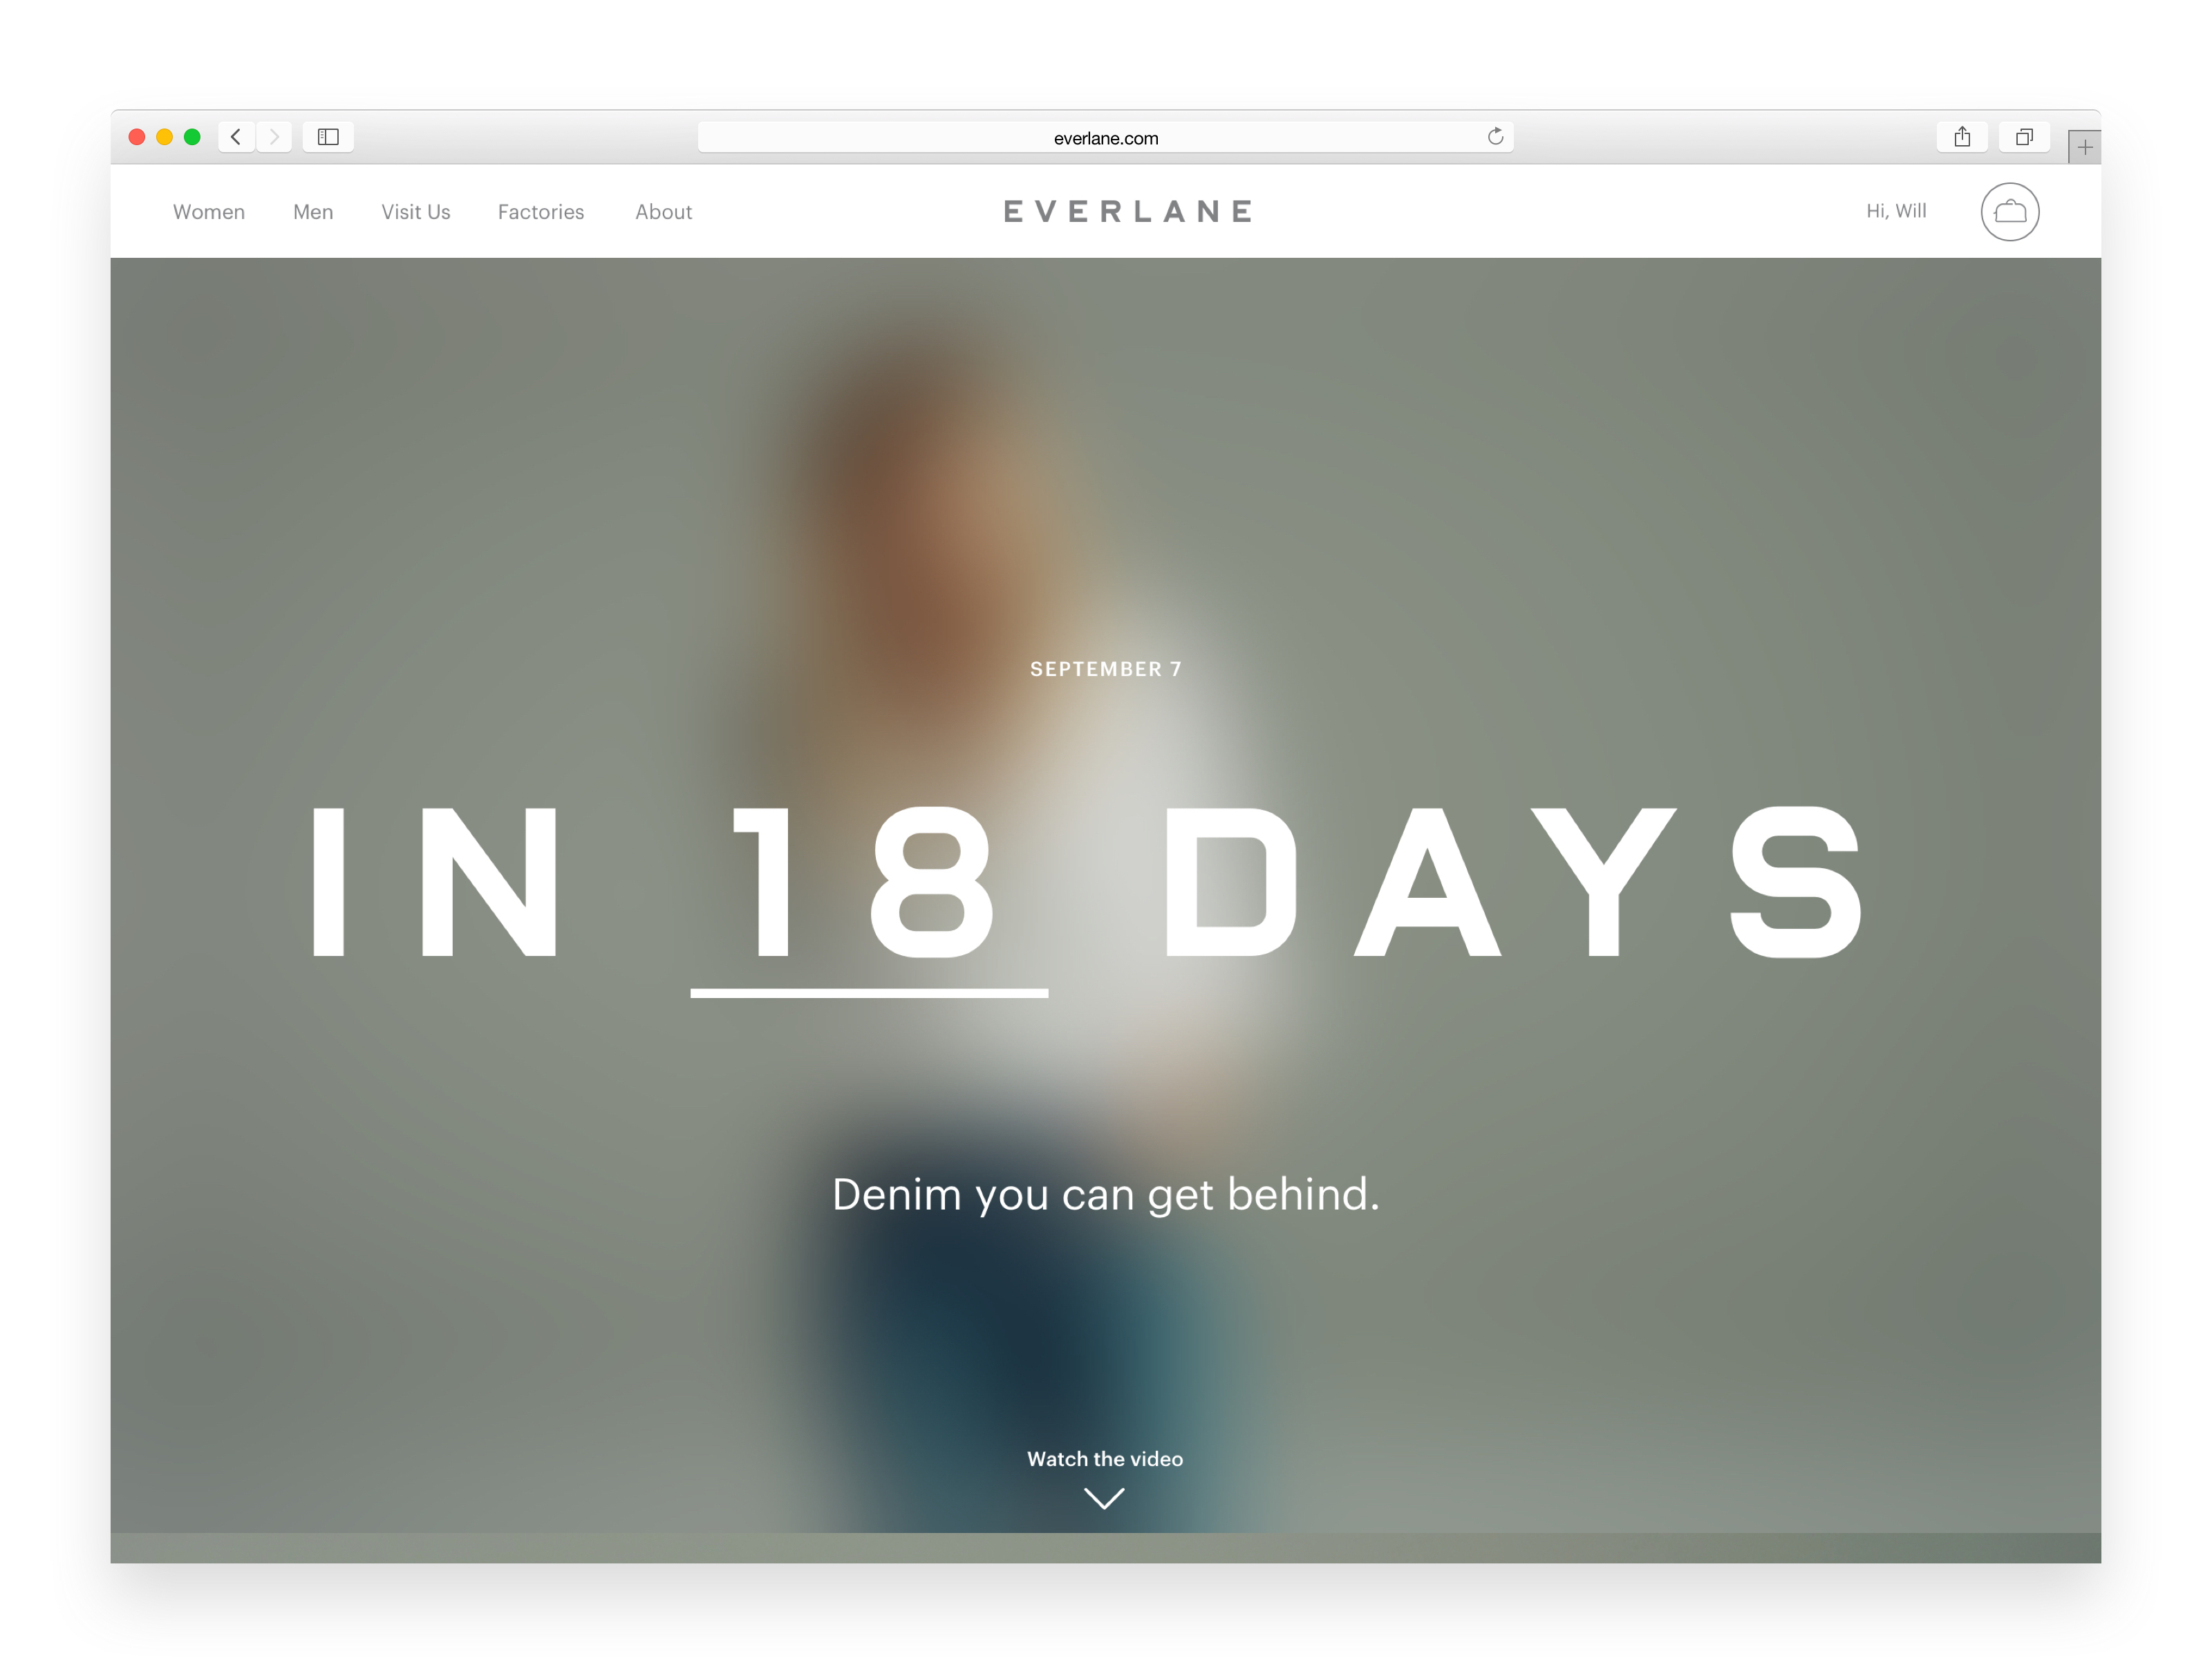 everlane.com
Women Men Visit Us Factories About EVERLANE Hi, Will
SEPTEMBER 7
IN 18 DAYS
Denim you can get behind.
Watch the video